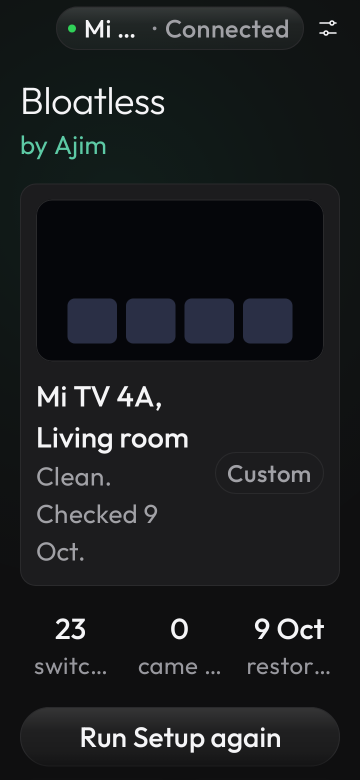 Mi ... · Connected
Bloatless
by Ajim
Mi TV 4A,
Living room
Clean.
Checked 9
Oct.
Custom
23 0 9 Oct
switc... came ... restor...
Run Setup again